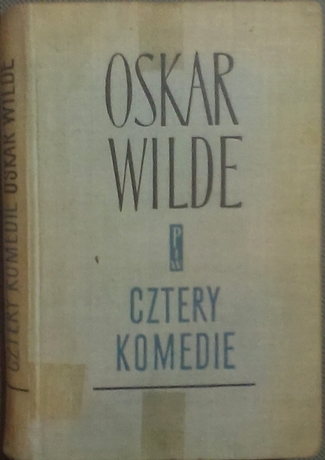 OSKAR
WILDE
PIW
CZTERY
KOMEDIE
CZTERY KOMEDIE OSKAR WILDE